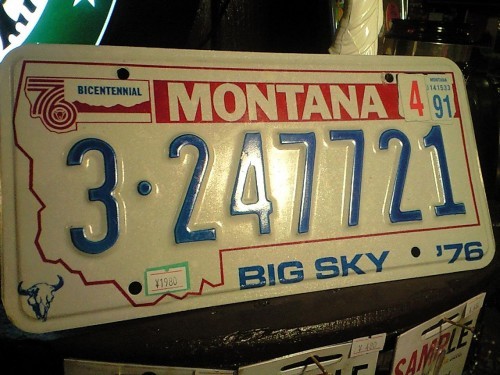 76 BICENTENNIAL MONTANA 4 MONTANA
91
3·247721
BIG SKY '76
¥1980
SAMPLE